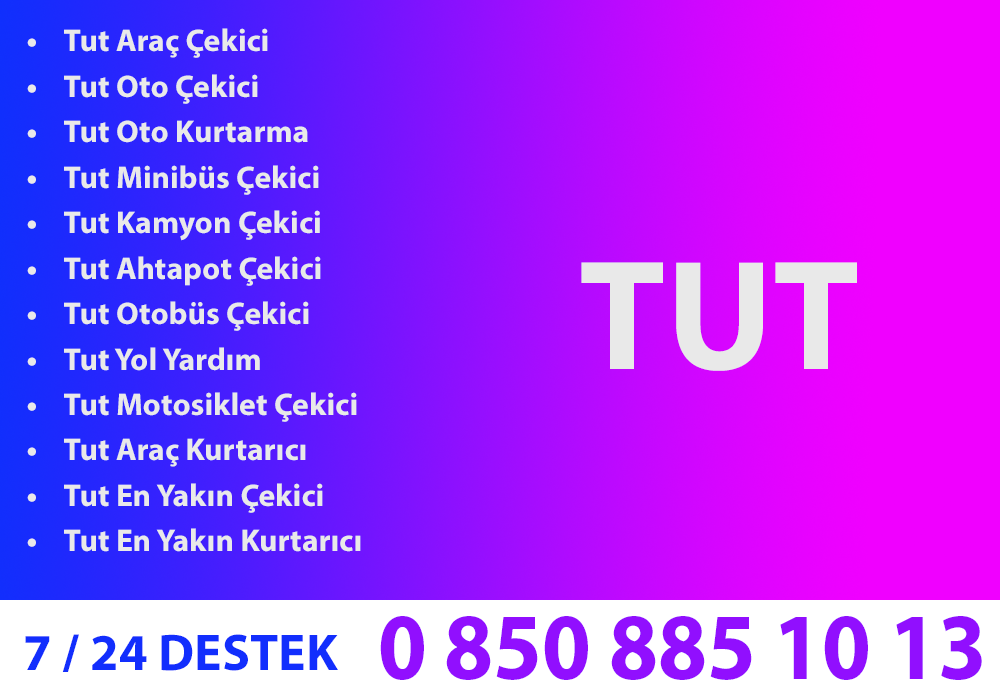 • Tut Araç Çekici
• Tut Oto Çekici
• Tut Oto Kurtarma
• Tut Minibüs Çekici
• Tut Kamyon Çekici
• Tut Ahtapot Çekici
• Tut Otobüs Çekici
• Tut Yol Yardım
• Tut Motosiklet Çekici
• Tut Araç Kurtarıcı
• Tut En Yakın Çekici
• Tut En Yakın Kurtarıcı
TUT
7 / 24 DESTEK 0 850 885 10 13